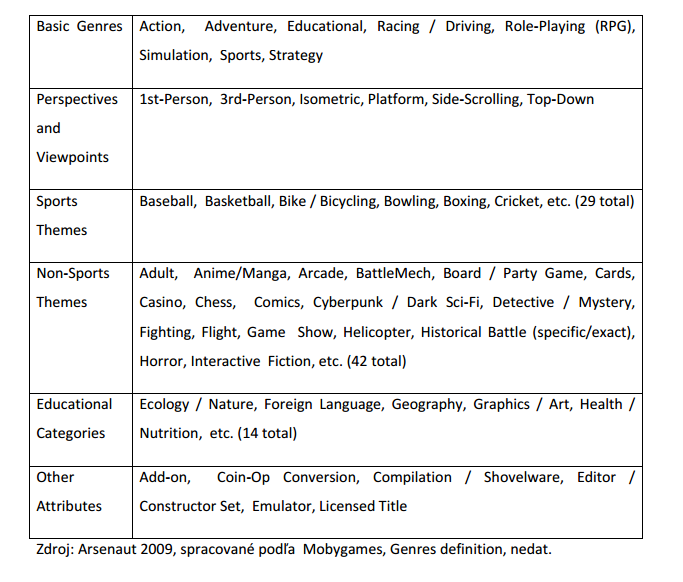 Basic Genres
Action, Adventure, Educational, Racing / Driving, Role-Playing (RPG),
Simulation, Sports, Strategy
Perspectives
and
Viewpoints
1st-Person, 3rd-Person, Isometric, Platform, Side-Scrolling, Top-Down
Sports
Themes
Baseball, Basketball, Bike / Bicycling, Bowling, Boxing, Cricket, etc. (29 total)
Non-Sports
Themes
Adult, Anime/Manga, Arcade, BattleMech, Board / Party Game, Cards,
Casino, Chess, Comics, Cyberpunk / Dark Sci-Fi, Detective / Mystery,
Fighting, Flight, Game Show, Helicopter, Historical Battle (specific/exact),
Horror, Interactive Fiction, etc. (42 total)
Educational
Categories
Ecology / Nature, Foreign Language, Geography, Graphics / Art, Health /
Nutrition, etc. (14 total)
Other
Attributes
Add-on, Coin-Op Conversion, Compilation / Shovelware, Editor /
Constructor Set, Emulator, Licensed Title
Zdroj: Arsenaut 2009, spracované podľa Mobygames, Genres definition, nedat.